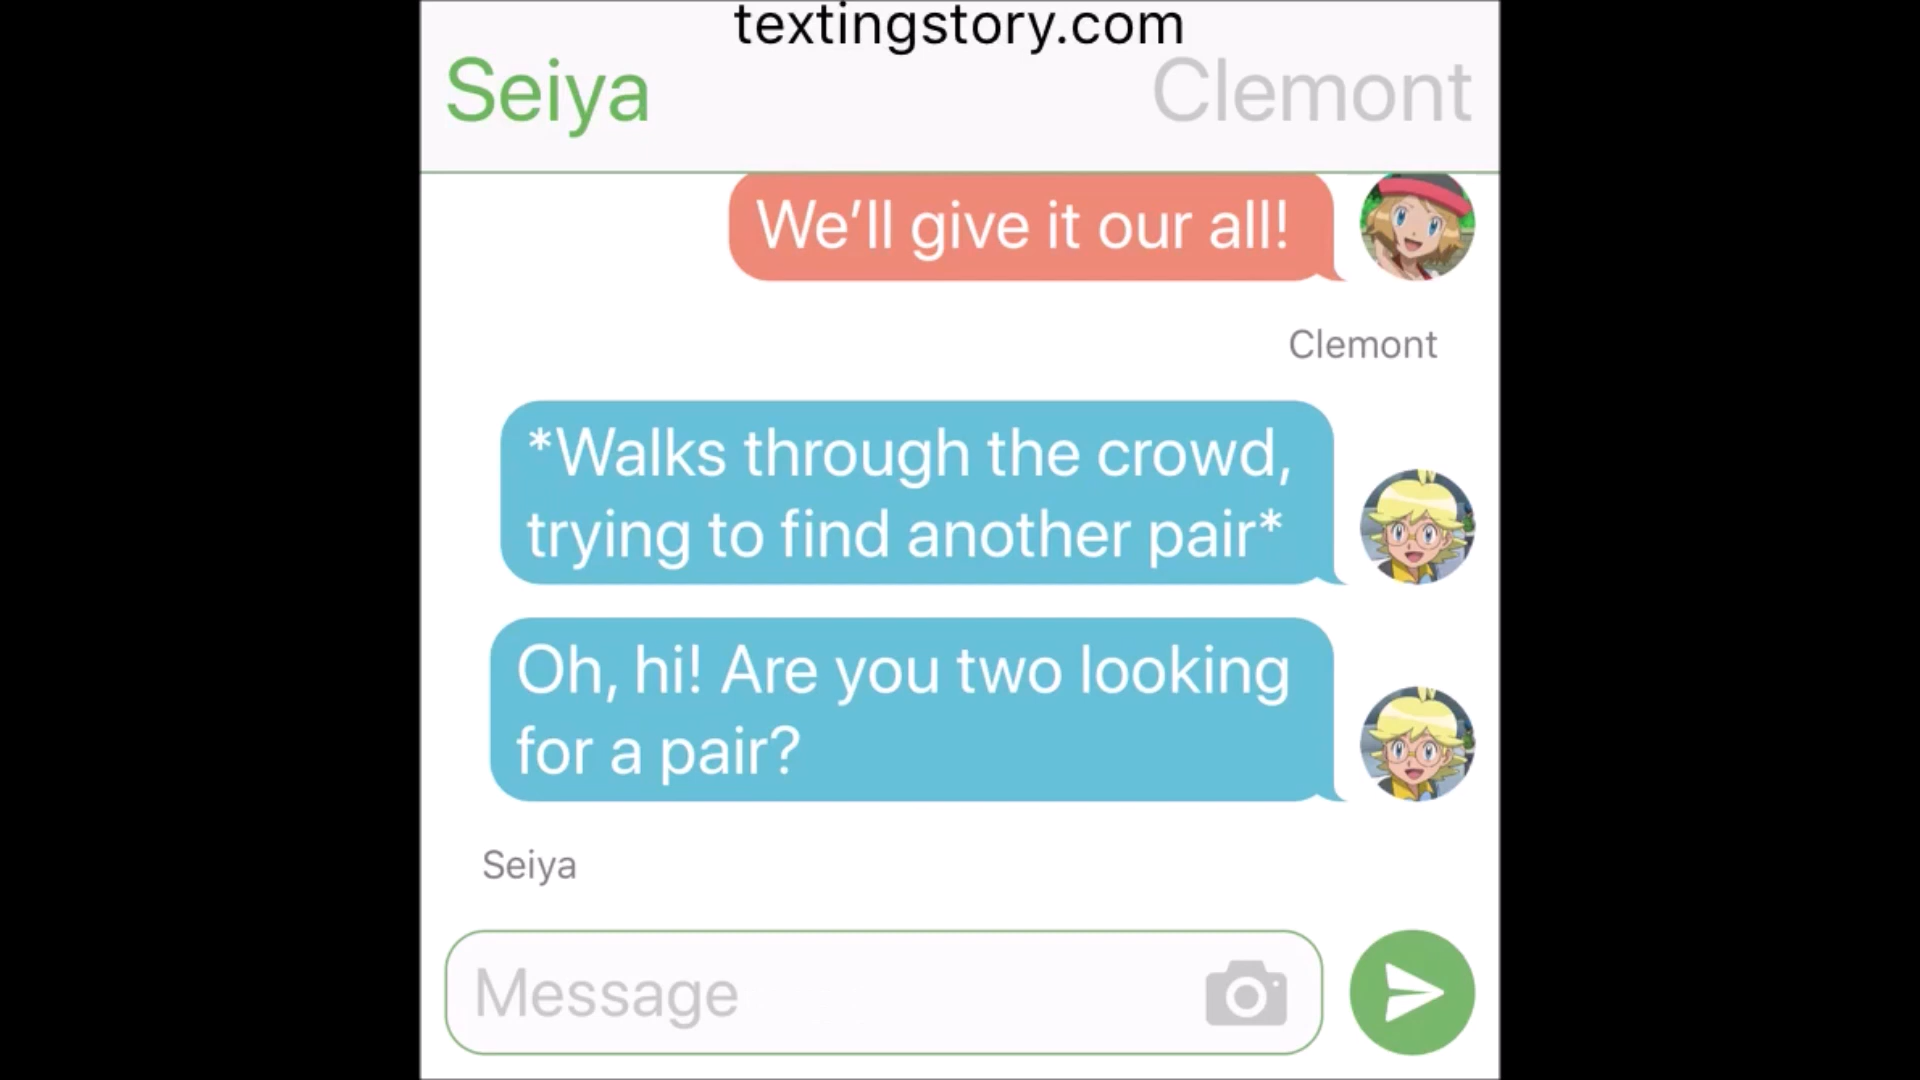 textingstory.com
Seiya
Clemont
We’ll give it our all!
Clemont
*Walks through the crowd,
trying to find another pair*
Oh, hi! Are you two looking
for a pair?
Seiya
Message